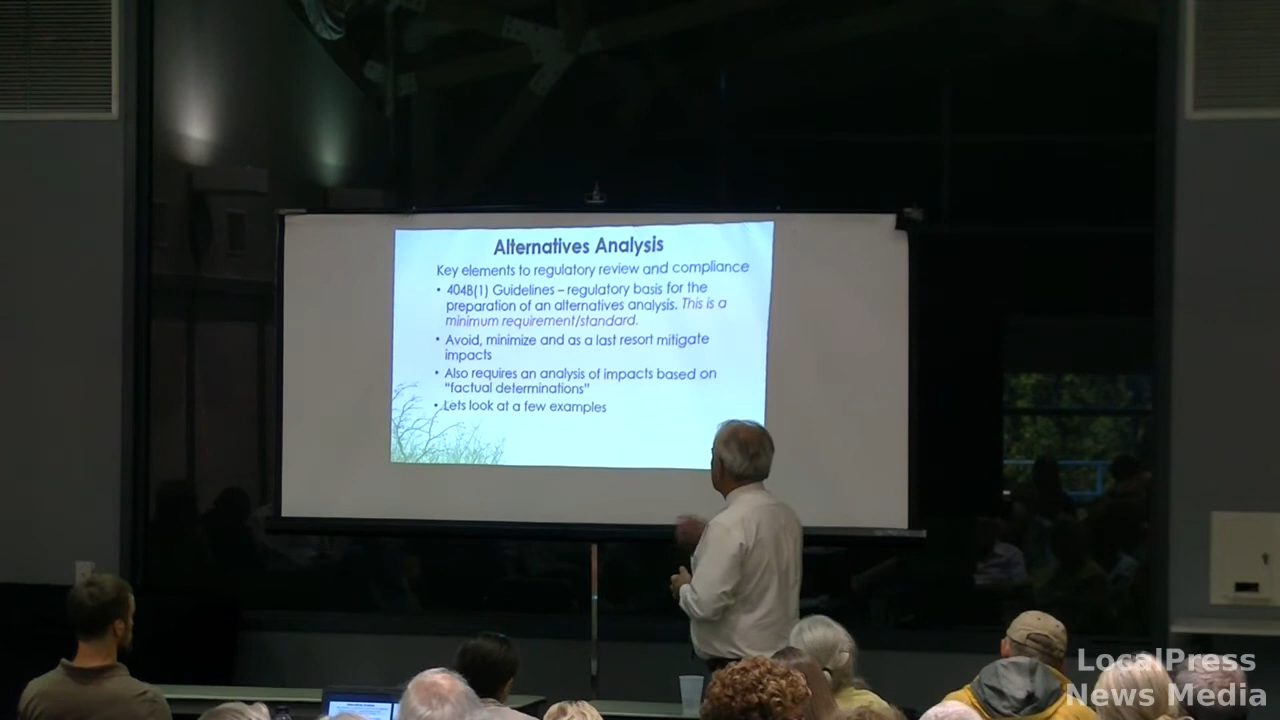 Alternatives Analysis
Key elements to regulatory review and compliance
• 404B(1) Guidelines – regulatory basis for the
preparation of an alternatives analysis. This is a
minimum requirement/standard.
• Avoid, minimize and as a last resort mitigate
impacts
• Also requires an analysis of impacts based on
"factual determinations"
• Lets look at a few examples
LocalPress
News Media